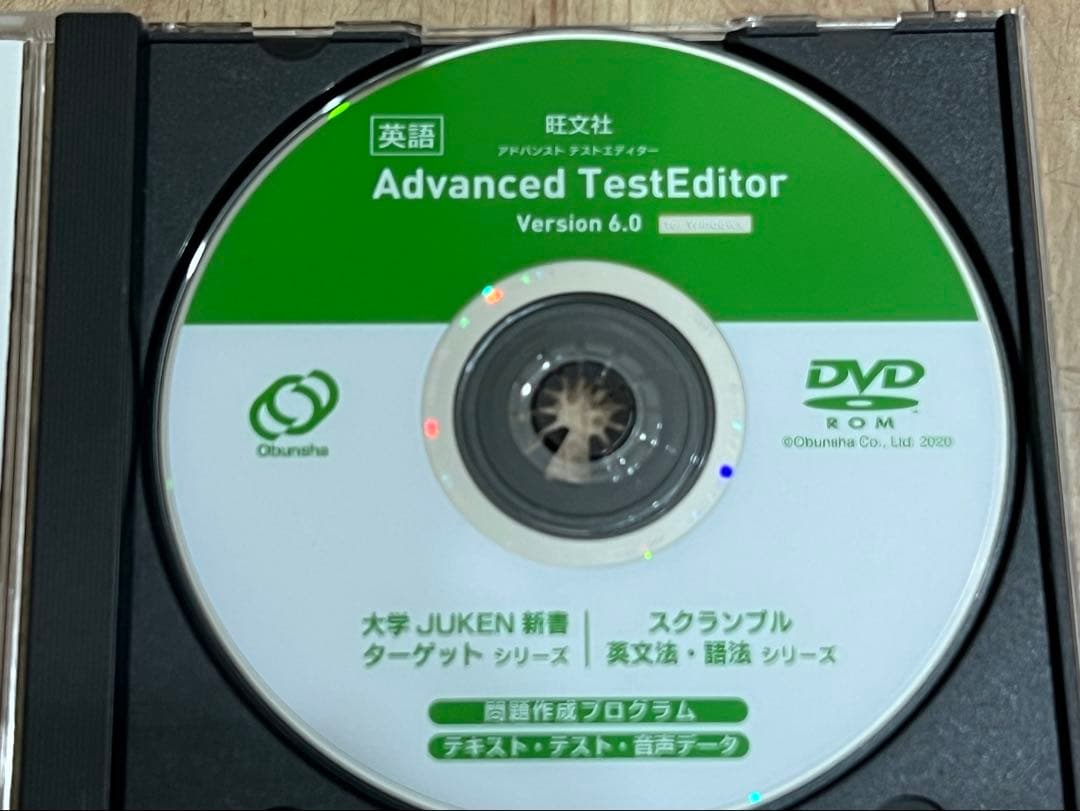 英語
旺文社
アドバンスト テストエディター
Advanced TestEditor
Version 6.0 for Windows
Obunsha
DVD
ROM
©Obunsha Co., Ltd. 2020
大学 JUKEN 新書
ターゲット シリーズ
スクランブル
英文法・語法 シリーズ
問題作成プログラム
テキスト・テスト・音声データ